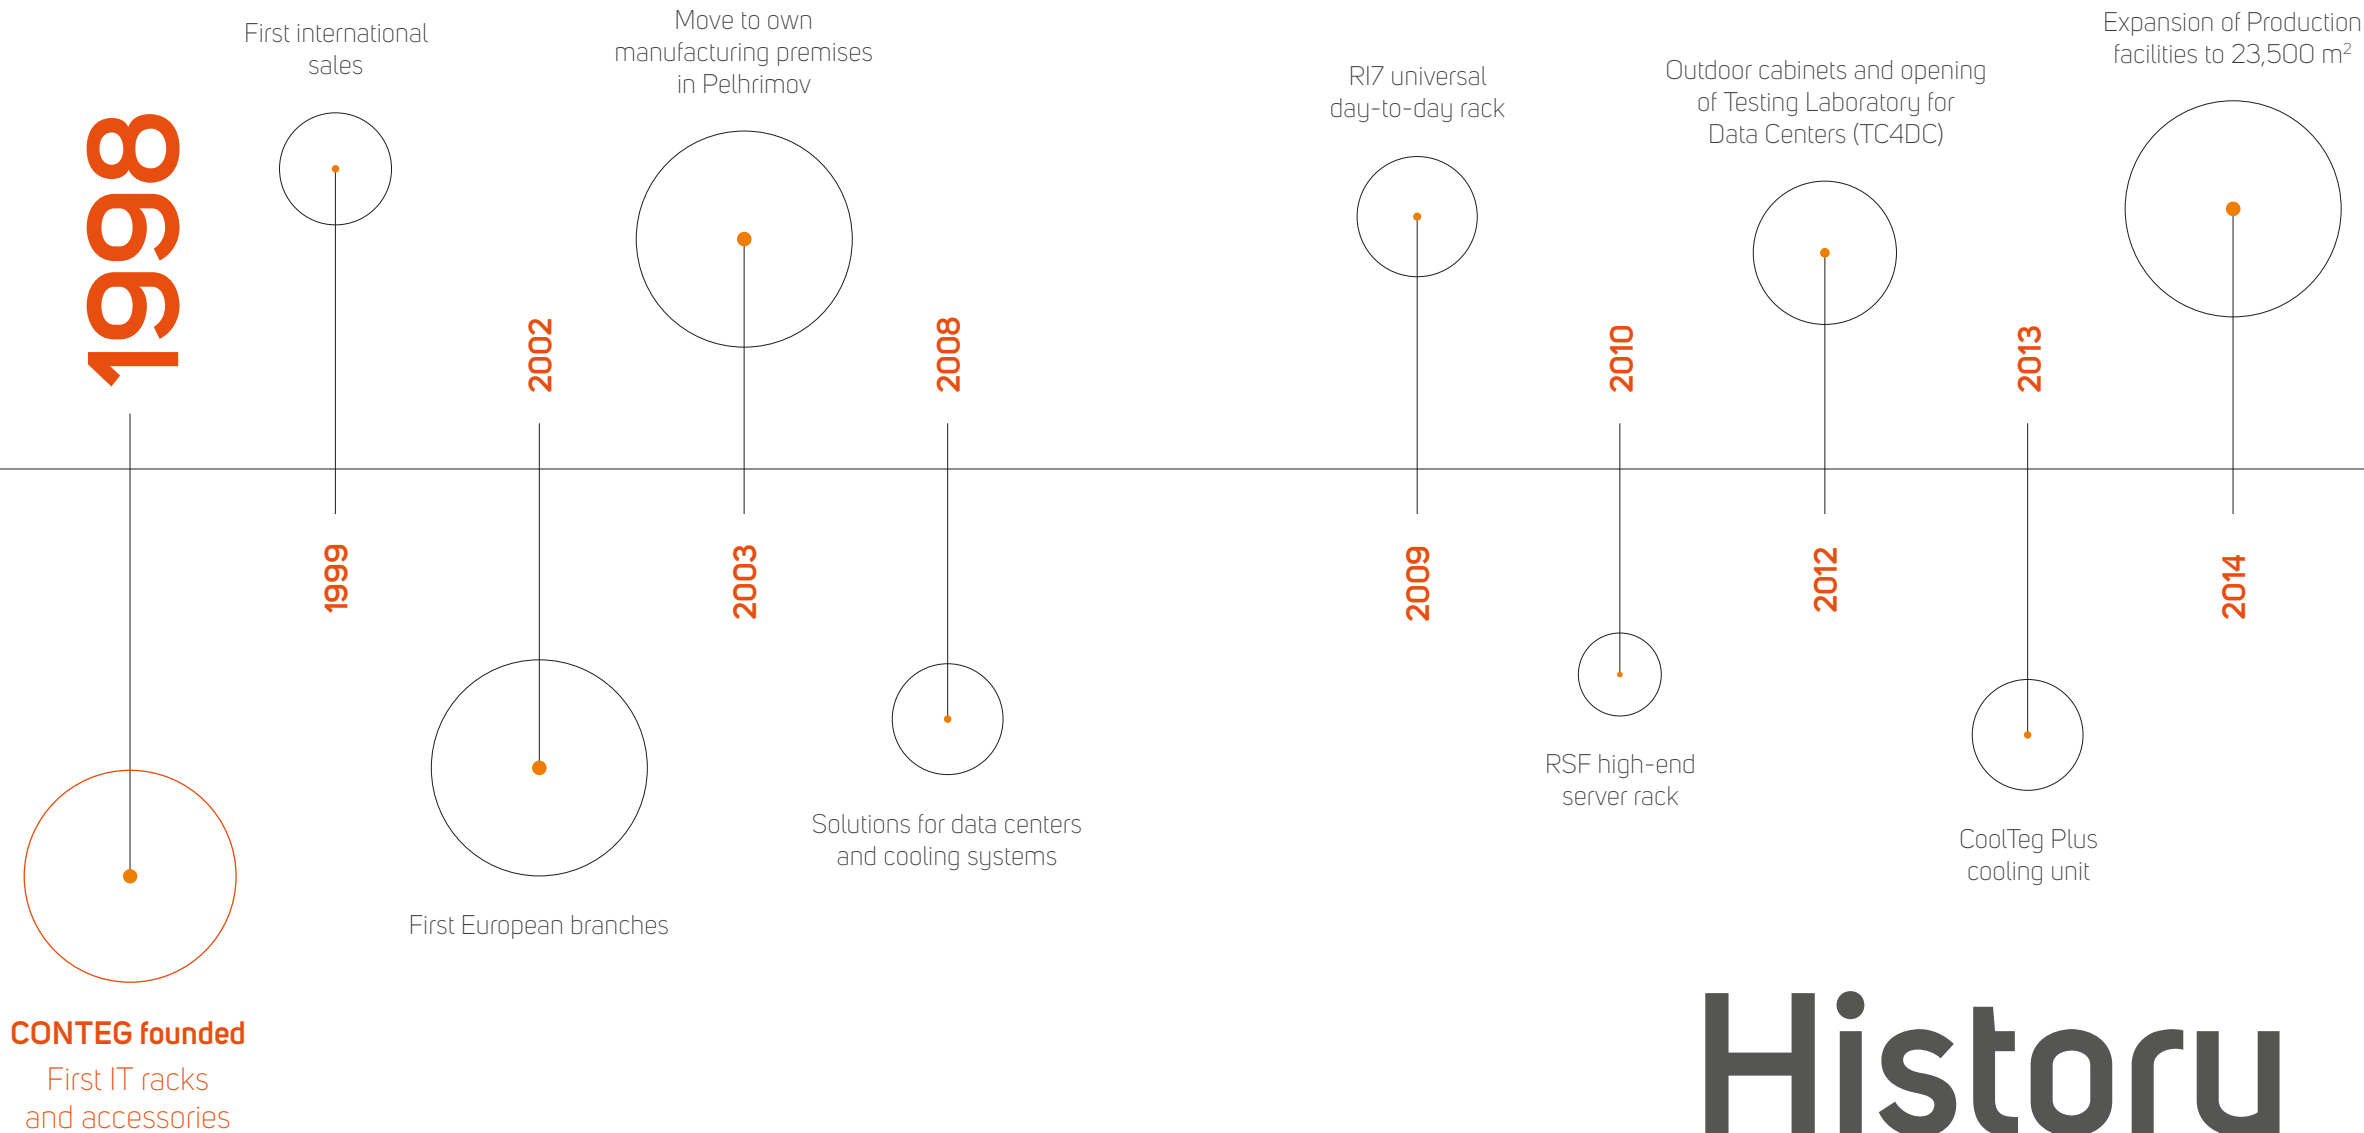 1998
CONTEG founded
First IT racks
and accessories
First international
sales
1999
2002
First European branches
Move to own
manufacturing premises
in Pelhrimov
2003
2008
Solutions for data centers
and cooling systems
RI7 universal
day-to-day rack
2009
2010
RSF high-end
server rack
Outdoor cabinets and opening
of Testing Laboratory for
Data Centers (TC4DC)
2012
2013
CoolTeg Plus
cooling unit
Expansion of Production
facilities to 23,500 m²
2014
History